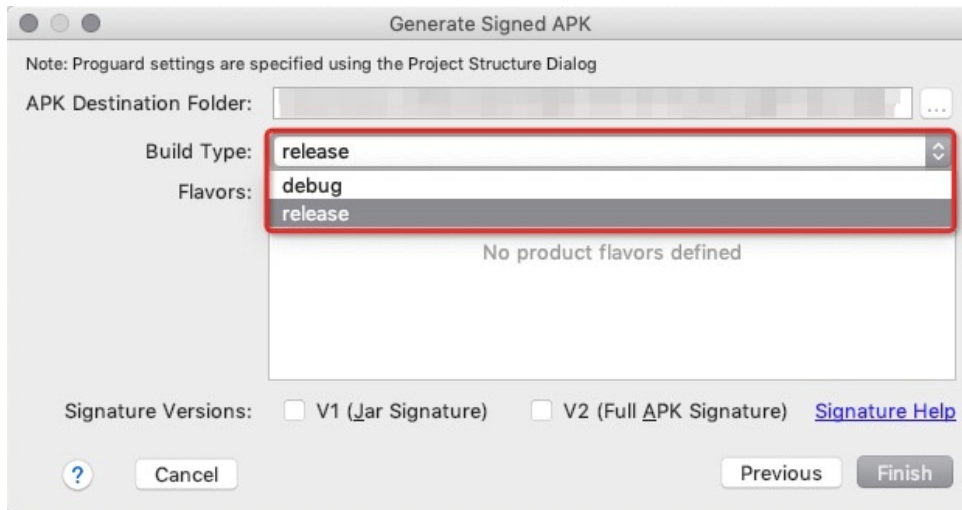 Generate Signed APK
Note: Proguard settings are specified using the Project Structure Dialog
APK Destination Folder:
...
Build Type: release
debug
Flavors:
release
No product flavors defined
Signature Versions: V1 (Jar Signature) V2 (Full APK Signature) Signature Help
? Cancel Previous Finish